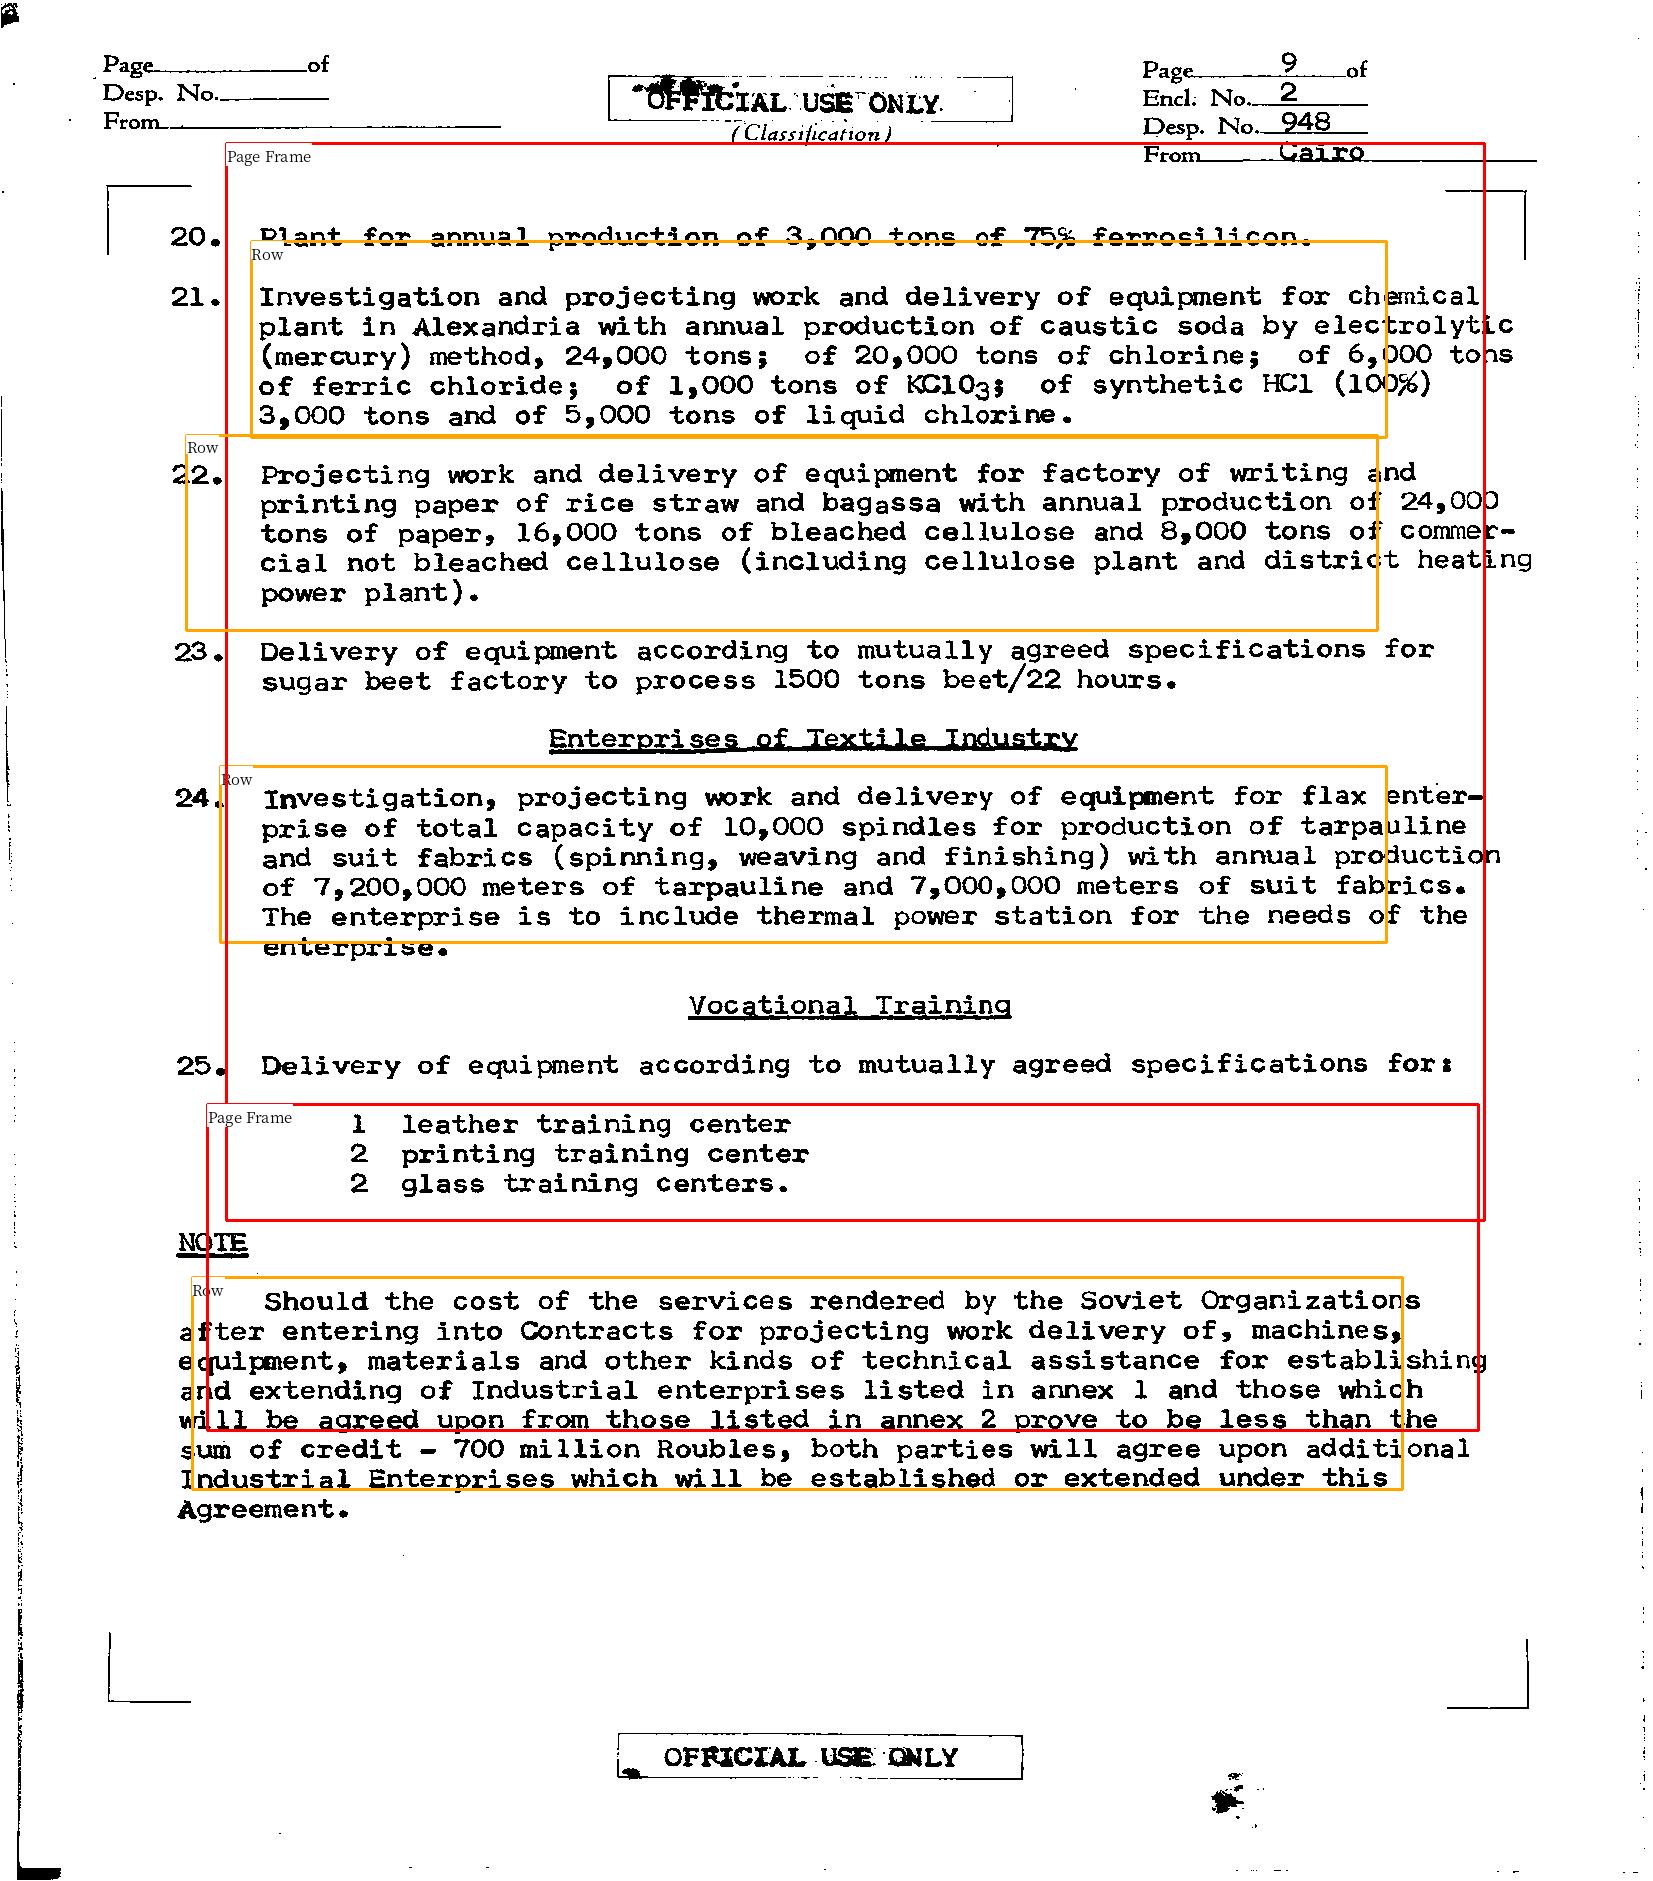 Page of
Desp. No.
From
OFFICIAL USE ONLY.
(Classification)
Page 9 of
Encl. No. 2
Desp. No. 948
From Cairo
Page Frame
20. Plant for annual production of 3,000 tons of 75% ferrosilicon.
Row
21. Investigation and projecting work and delivery of equipment for chemical
plant in Alexandria with annual production of caustic soda by electrolytic
(mercury) method, 24,000 tons; of 20,000 tons of chlorine; of 6,000 tons
of ferric chloride; of 1,000 tons of KClO3; of synthetic HCl (100%)
3,000 tons and of 5,000 tons of liquid chlorine.
Row
22. Projecting work and delivery of equipment for factory of writing and
printing paper of rice straw and bagassa with annual production of 24,000
tons of paper, 16,000 tons of bleached cellulose and 8,000 tons of commer-
cial not bleached cellulose (including cellulose plant and district heating
power plant).
23. Delivery of equipment according to mutually agreed specifications for
sugar beet factory to process 1500 tons beet/22 hours.
Enterprises of Textile Industry
Row
24. Investigation, projecting work and delivery of equipment for flax enter-
prise of total capacity of 10,000 spindles for production of tarpauline
and suit fabrics (spinning, weaving and finishing) with annual production
of 7,200,000 meters of tarpauline and 7,000,000 meters of suit fabrics.
The enterprise is to include thermal power station for the needs of the
enterprise.
Vocational Training
25. Delivery of equipment according to mutually agreed specifications for:
Page Frame
1 leather training center
2 printing training center
2 glass training centers.
NOTE
Row
Should the cost of the services rendered by the Soviet Organizations
after entering into Contracts for projecting work delivery of, machines,
equipment, materials and other kinds of technical assistance for establishing
and extending of Industrial enterprises listed in annex 1 and those which
will be agreed upon from those listed in annex 2 prove to be less than the
sum of credit - 700 million Roubles, both parties will agree upon additional
Industrial Enterprises which will be established or extended under this
Agreement.
OFFICIAL USE ONLY